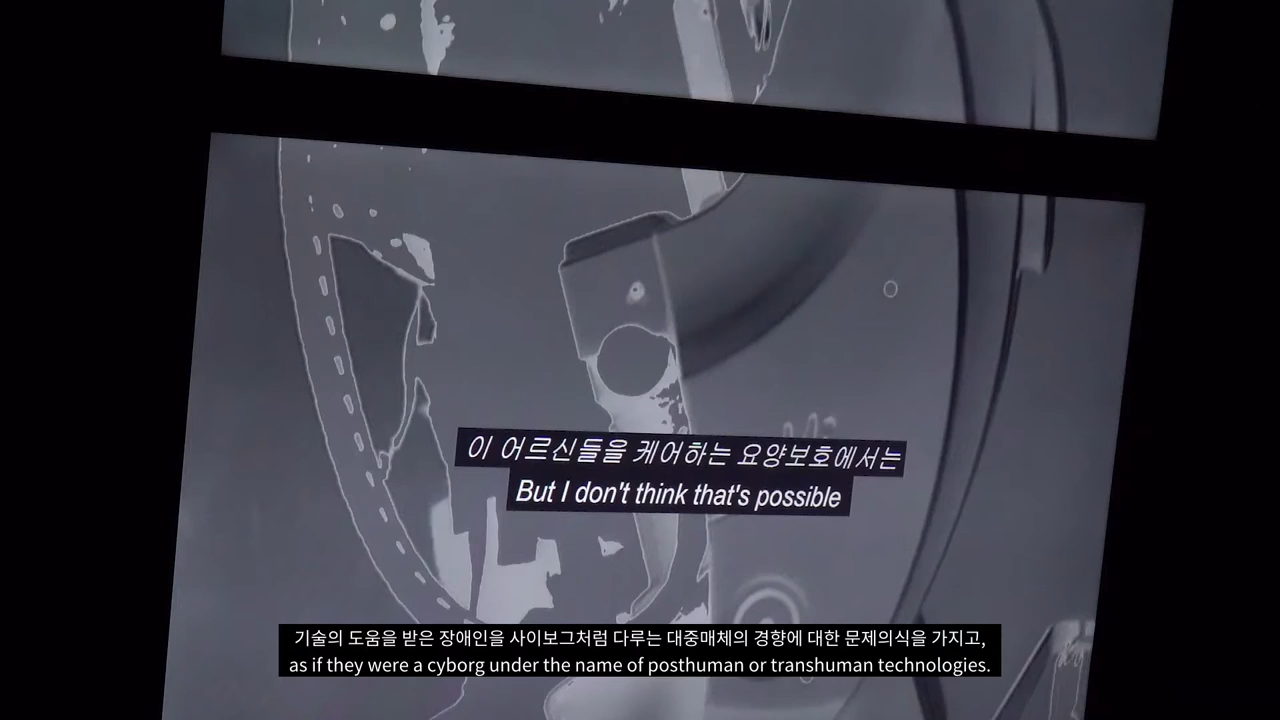 이 어르신들을 케어하는 요양보호에서는
But I don't think that's possible
기술의 도움을 받은 장애인을 사이보그처럼 다루는 대중매체의 경향에 대한 문제의식을 가지고,
as if they were a cyborg under the name of posthuman or transhuman technologies.